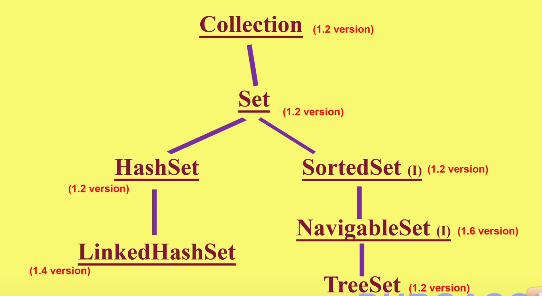 Collection (1.2 version)
Set (1.2 version)
HashSet SortedSet (I) (1.2 version)
(1.2 version)
NavigableSet (I) (1.6 version)
LinkedHashSet
(1.4 version)
TreeSet (1.2 version)